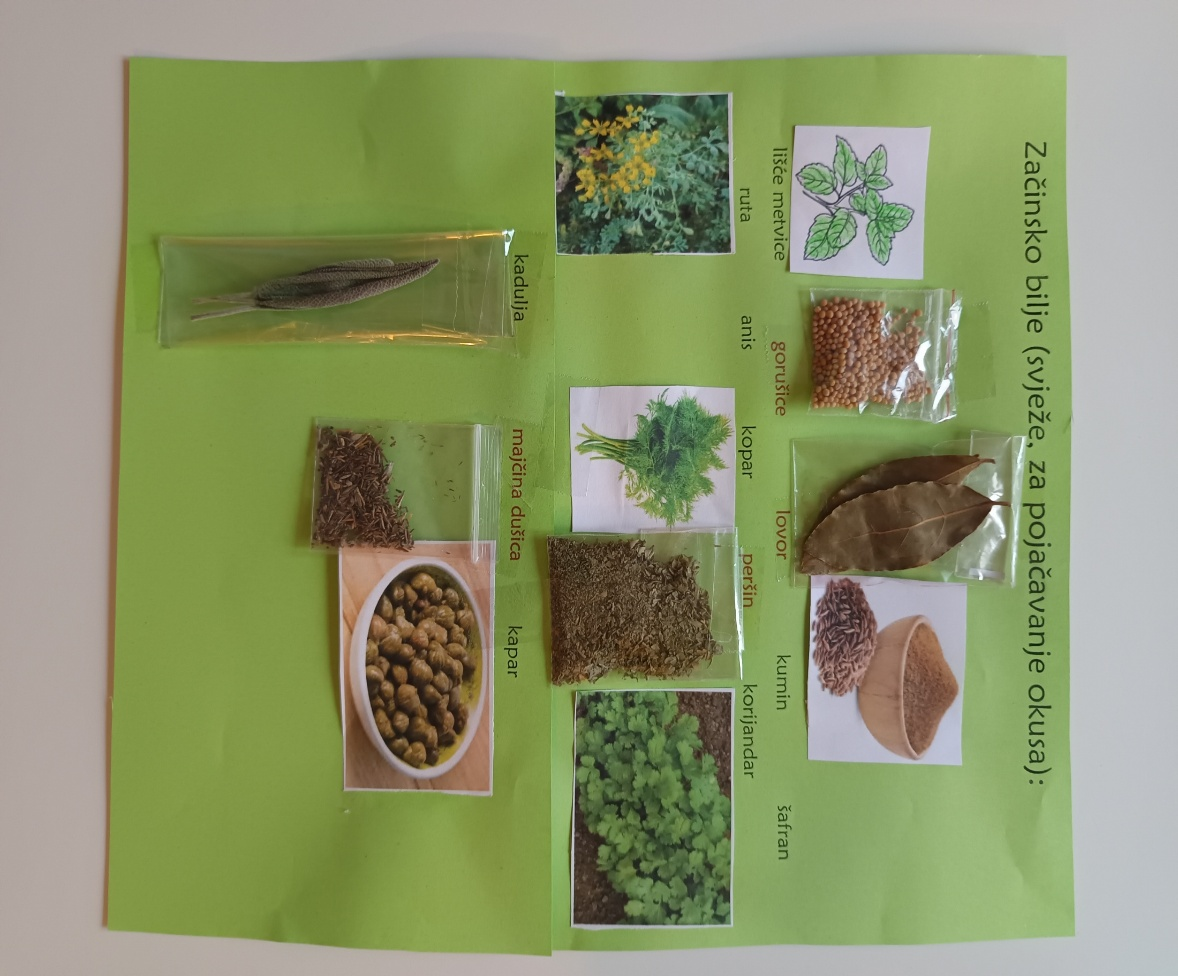 Začinsko bilje (svježe, za pojačavanje okusa):
lišće metvice gorušice lovor kumin šafran
ruta anis kopar peršin korijandar
kadulja majčina dušica kapar